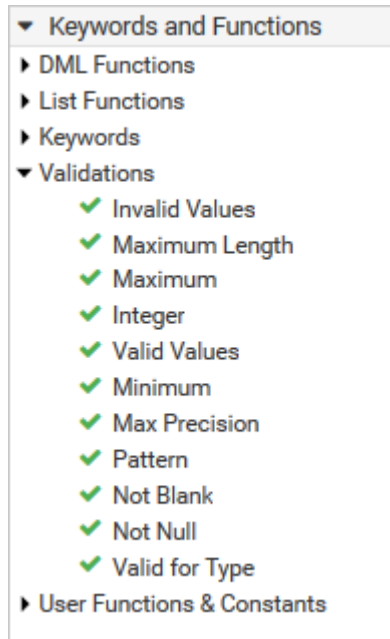 Keywords and Functions
DML Functions
List Functions
Keywords
Validations
Invalid Values
Maximum Length
Maximum
Integer
Valid Values
Minimum
Max Precision
Pattern
Not Blank
Not Null
Valid for Type
User Functions & Constants